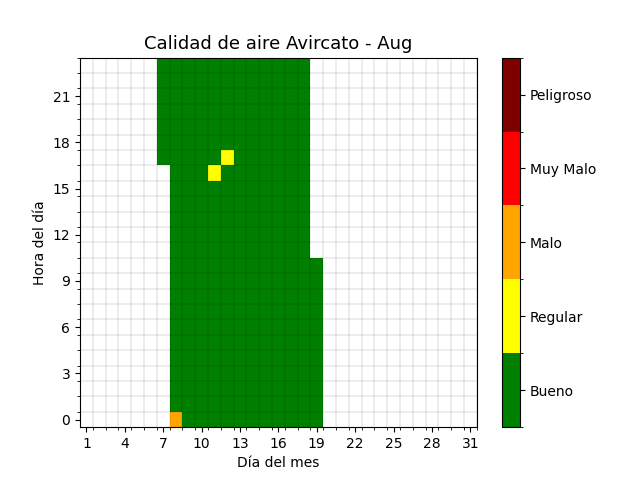 Calidad de aire Avircato - Aug
21
18
15
12
9
6
3
0
Hora del día
1 4 7 10 13 16 19 22 25 28 31
Día del mes
Peligroso
Muy Malo
Malo
Regular
Bueno